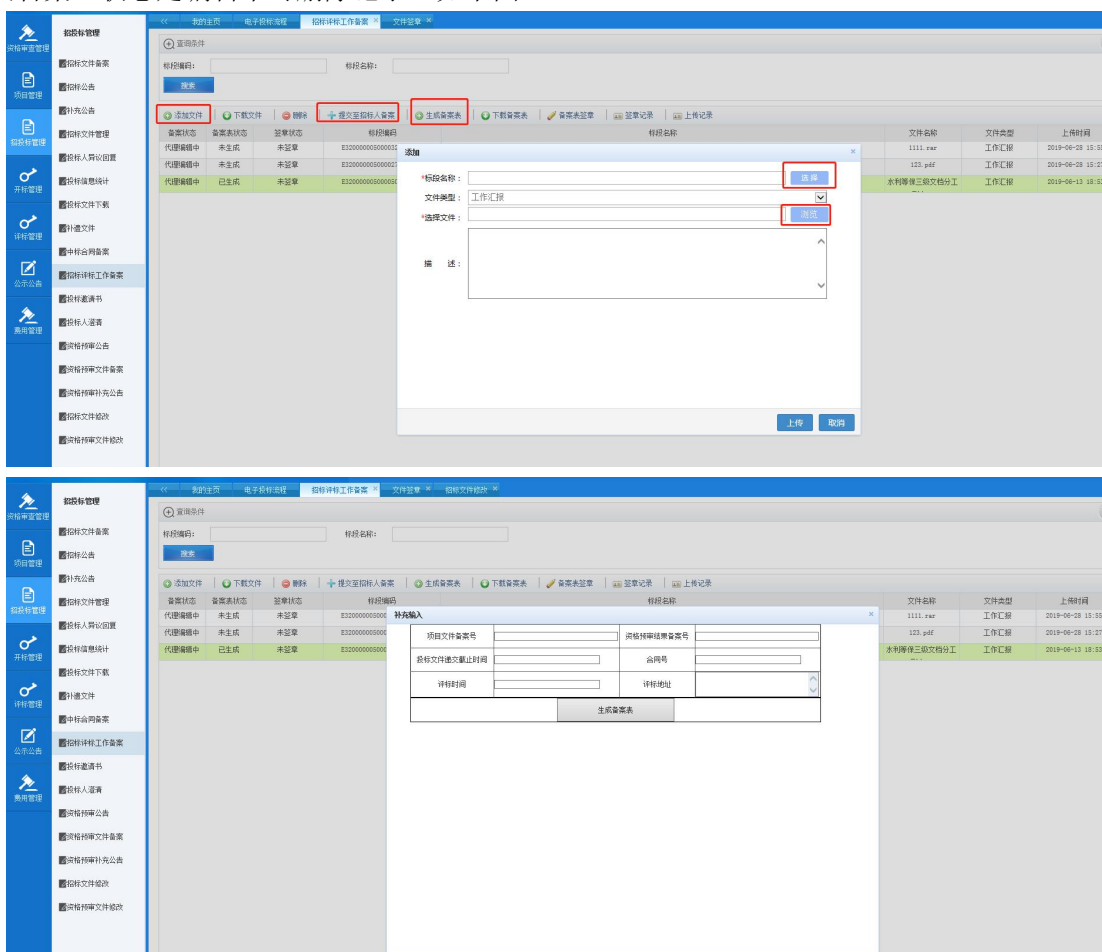 << 我的主页 电子投标流程 招标评标工作备案 × 文件签章 ×
资格审查管理
项目管理
招投标管理
开标管理
评标管理
公示公告
费用管理
招投标管理
招标文件备案
招标公告
补充公告
招标文件管理
投标人异议回复
投标信息统计
投标文件下载
补遗文件
中标合同备案
招标评标工作备案
投标邀请书
投标人澄清
资格预审公告
资格预审文件备案
资格预审补充公告
招标文件修改
资格预审文件修改
查询条件
标段编码: 标段名称:
搜索
添加文件 下载文件 删除 提交至招标人备案 生成备案表 下载备案表 备案表签章 签章记录 上传记录
备案状态 备案表状态 签章状态 标段编码 标段名称 文件名称 文件类型 上传时间
代理编辑中 未生成 未签章 1111.rar 工作汇报
代理编辑中 未生成 未签章 123.pdf 工作汇报
代理编辑中 已生成 未签章 水利等保三级文档分工 工作汇报
添加 ×
*标段名称: 选择
文件类型: 工作汇报
*选择文件: 浏览
描 述:
上传 取消
<< 我的主页 电子投标流程 招标评标工作备案 × 文件签章 × 招标文件修改 ×
资格审查管理
项目管理
招投标管理
开标管理
评标管理
公示公告
费用管理
招投标管理
招标文件备案
招标公告
补充公告
招标文件管理
投标人异议回复
投标信息统计
投标文件下载
补遗文件
中标合同备案
招标评标工作备案
投标邀请书
投标人澄清
资格预审公告
资格预审文件备案
资格预审补充公告
招标文件修改
资格预审文件修改
查询条件
标段编码: 标段名称:
搜索
添加文件 下载文件 删除 提交至招标人备案 生成备案表 下载备案表 备案表签章 签章记录 上传记录
备案状态 备案表状态 签章状态 标段编码 标段名称 文件名称 文件类型 上传时间
代理编辑中 未生成 未签章 1111.rar 工作汇报
代理编辑中 未生成 未签章 123.pdf 工作汇报
代理编辑中 已生成 未签章 水利等保三级文档分工 工作汇报
补充输入 ×
项目文件备案号 资格预审结果备案号
投标文件递交截止时间 合同号
评标时间 评标地址
生成备案表